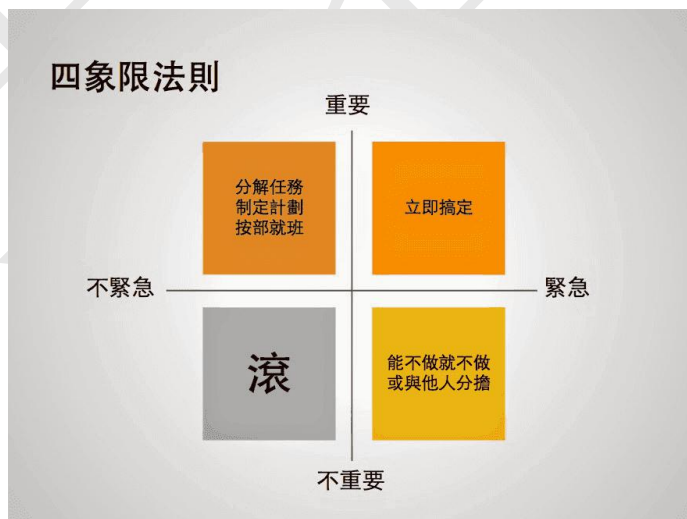 四象限法則
重要
分解任務
制定計劃
按部就班
立即搞定
不緊急
緊急
滾
能不做就不做
或與他人分擔
不重要